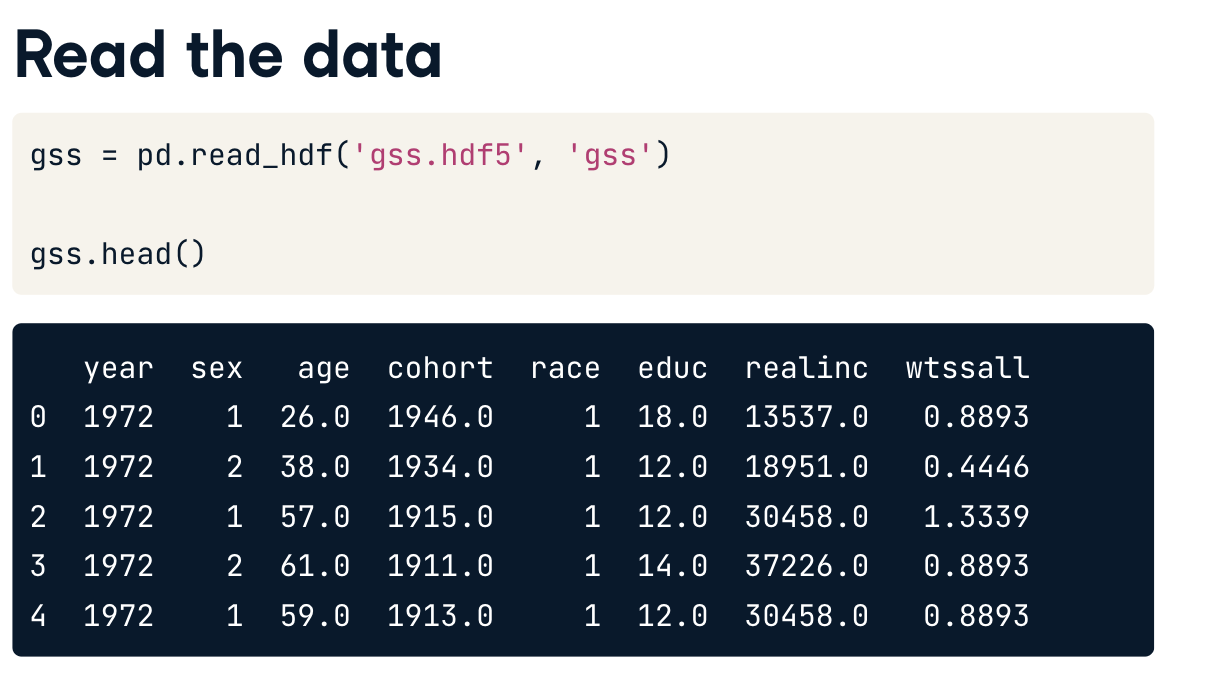 Read the data
gss = pd.read_hdf('gss.hdf5', 'gss')
gss.head()
year sex age cohort race educ realinc wtssall
0 1972 1 26.0 1946.0 1 18.0 13537.0 0.8893
1 1972 2 38.0 1934.0 1 12.0 18951.0 0.4446
2 1972 1 57.0 1915.0 1 12.0 30458.0 1.3339
3 1972 2 61.0 1911.0 1 14.0 37226.0 0.8893
4 1972 1 59.0 1913.0 1 12.0 30458.0 0.8893